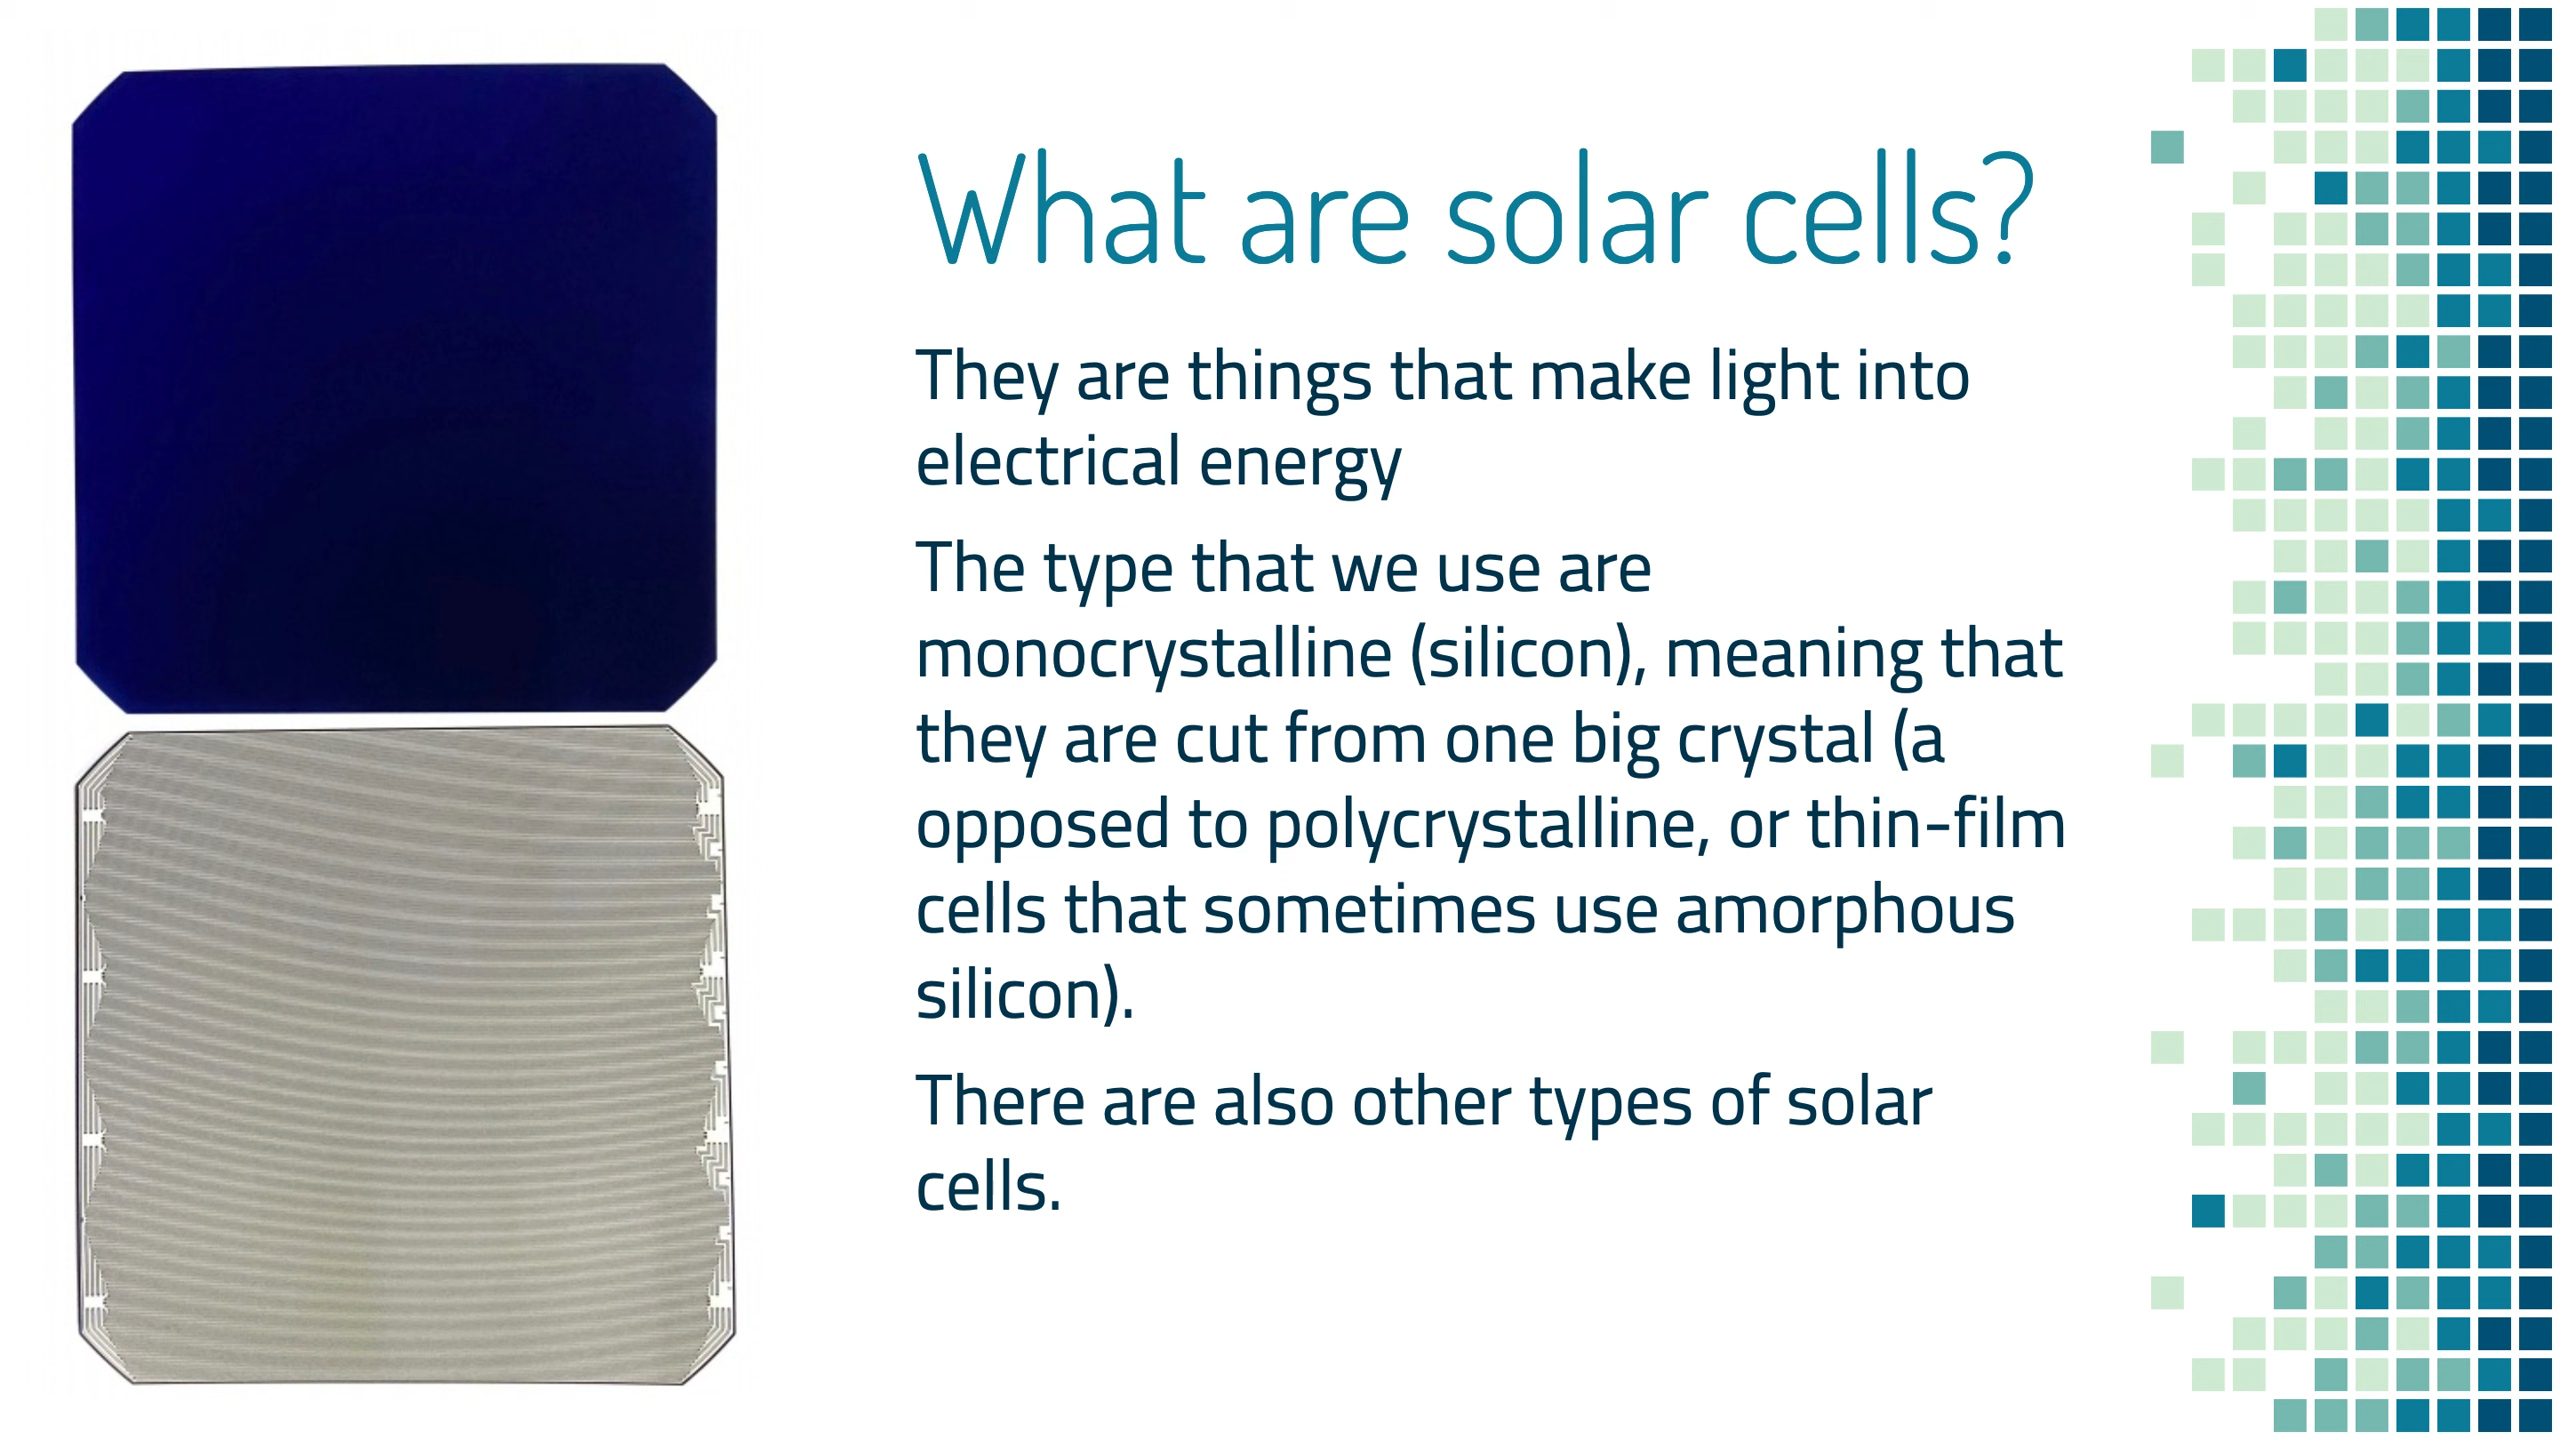 What are solar cells?
They are things that make light into
electrical energy
The type that we use are
monocrystalline (silicon), meaning that
they are cut from one big crystal (a
opposed to polycrystalline, or thin-film
cells that sometimes use amorphous
silicon).
There are also other types of solar
cells.